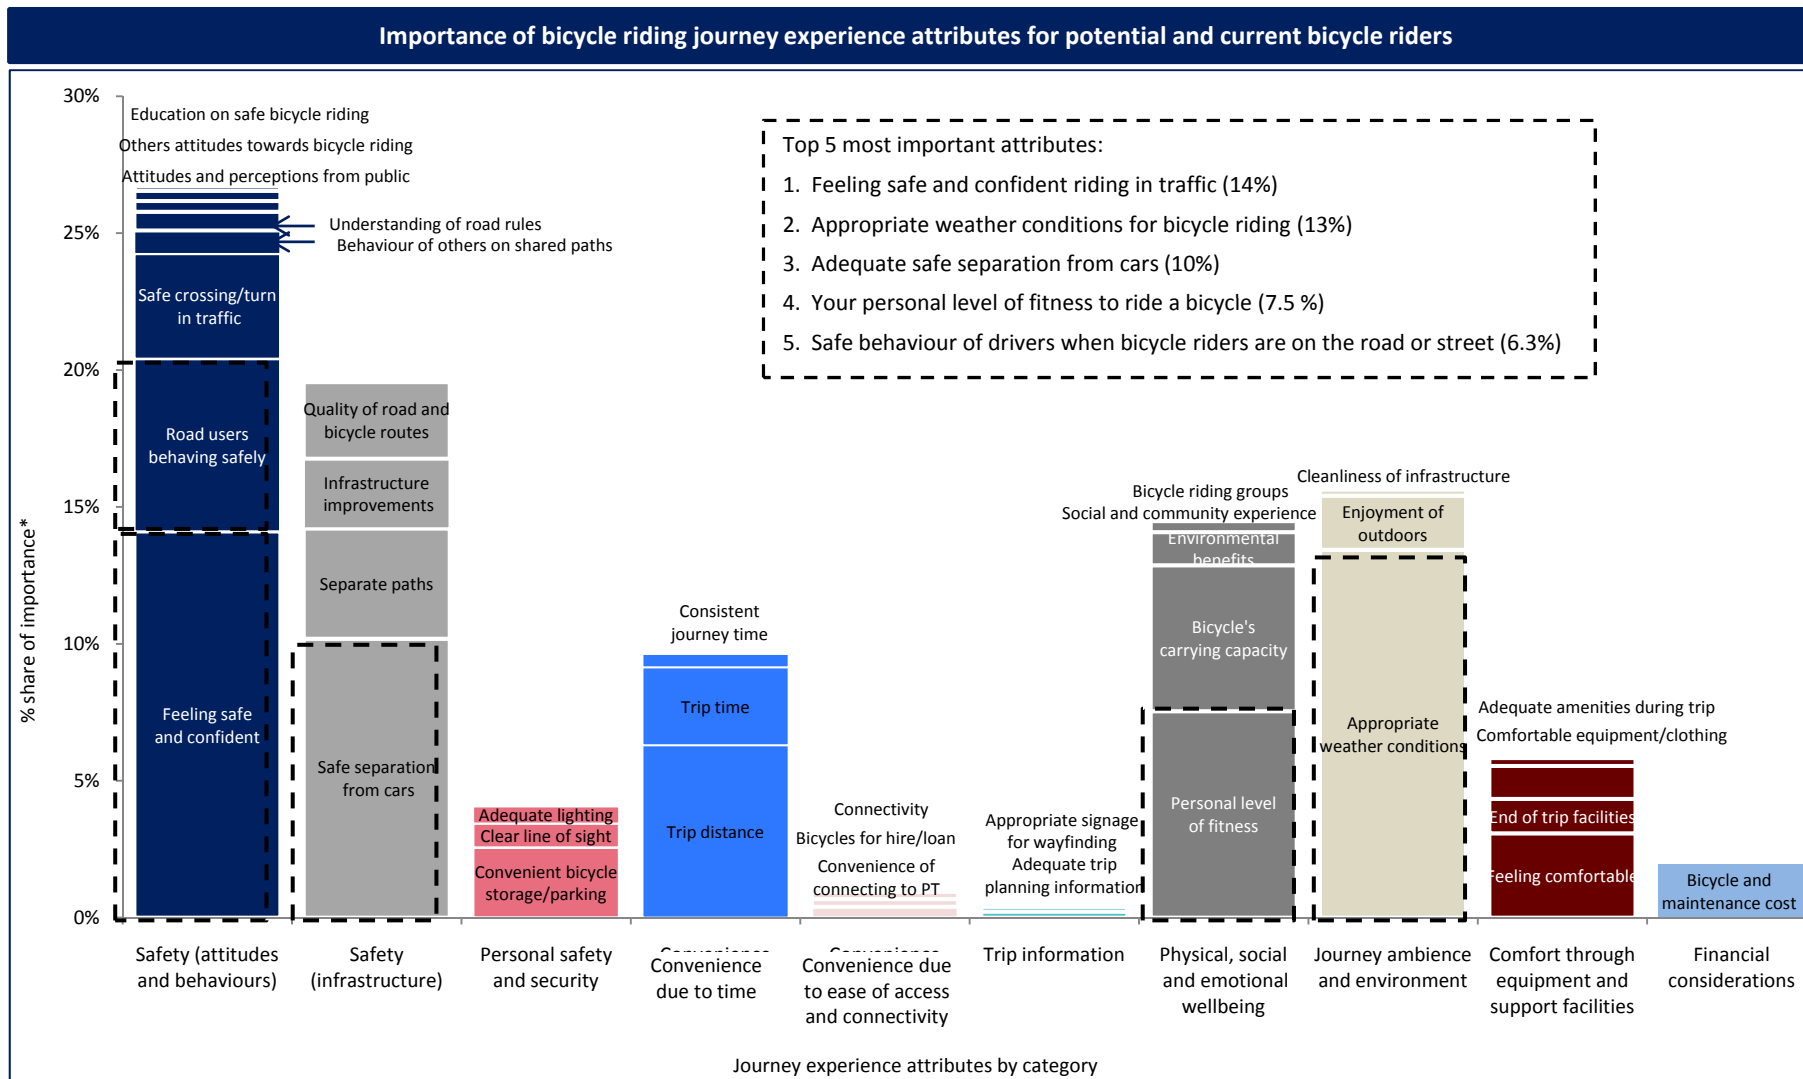 Importance of bicycle riding journey experience attributes for potential and current bicycle riders
30%
25%
20%
15%
10%
5%
0%
% share of importance*
Education on safe bicycle riding
Others attitudes towards bicycle riding
Attitudes and perceptions from public
Understanding of road rules
Behaviour of others on shared paths
Safe crossing/turn
in traffic
Road users
behaving safely
Feeling safe
and confident
Quality of road and
bicycle routes
Infrastructure
improvements
Separate paths
Safe separation
from cars
Adequate lighting
Clear line of sight
Convenient bicycle
storage/parking
Consistent
journey time
Trip time
Trip distance
Connectivity
Bicycles for hire/loan
Convenience of
connecting to PT
Appropriate signage
for wayfinding
Adequate trip
planning information
Bicycle riding groups
Social and community experience
Environmental
benefits
Bicycle's
carrying capacity
Personal level
of fitness
Cleanliness of infrastructure
Enjoyment of
outdoors
Appropriate
weather conditions
Adequate amenities during trip
Comfortable equipment/clothing
End of trip facilities
Feeling comfortable
Bicycle and
maintenance cost
Top 5 most important attributes:
1. Feeling safe and confident riding in traffic (14%)
2. Appropriate weather conditions for bicycle riding (13%)
3. Adequate safe separation from cars (10%)
4. Your personal level of fitness to ride a bicycle (7.5 %)
5. Safe behaviour of drivers when bicycle riders are on the road or street (6.3%)
Safety (attitudes
and behaviours)
Safety
(infrastructure)
Personal safety
and security
Convenience
due to time
Convenience due
to ease of access
and connectivity
Trip information
Physical, social
and emotional
wellbeing
Journey ambience
and environment
Comfort through
equipment and
support facilities
Financial
considerations
Journey experience attributes by category